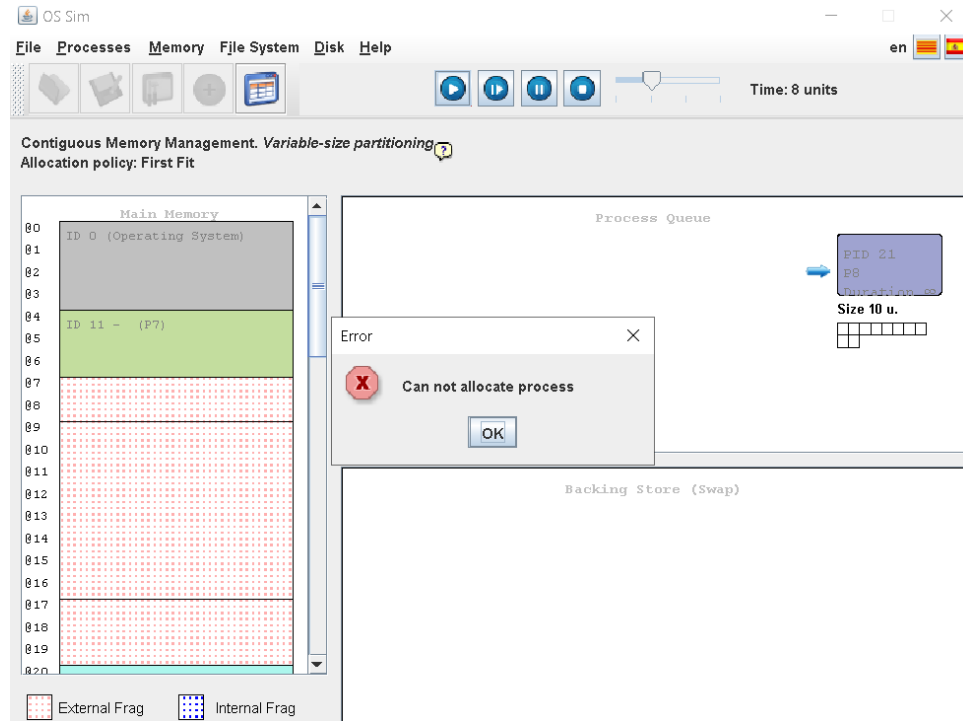 OS Sim
File Processes Memory File System Disk Help
en
Time: 8 units
Contiguous Memory Management. Variable-size partitioning
?
Allocation policy: First Fit
Main Memory
@0
ID 0 (Operating System)
@1
@2
@3
@4
ID 11 - (P7)
@5
@6
@7
@8
@9
@10
@11
@12
@13
@14
@15
@16
@17
@18
@19
@20
External Frag
Internal Frag
Process Queue
PID 21
P8
Duration ∞
Size 10 u.
Error
X
Can not allocate process
OK
Backing Store (Swap)